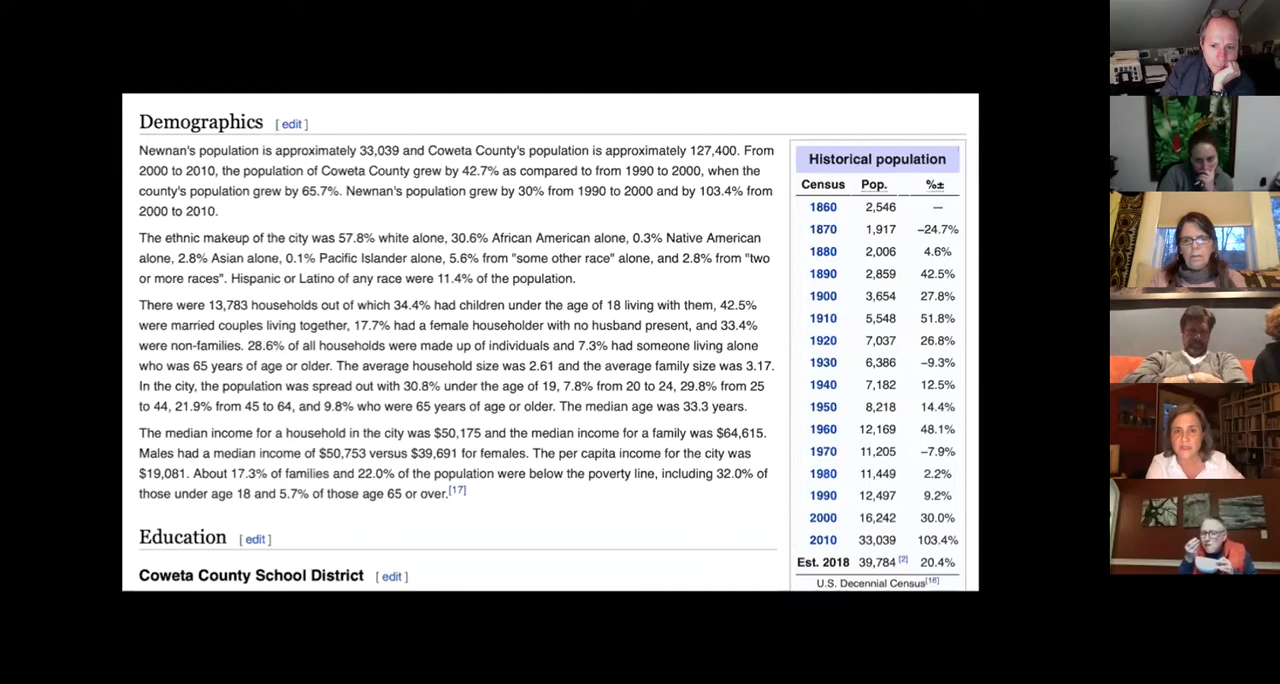 Demographics [ edit ]
Newnan's population is approximately 33,039 and Coweta County's population is approximately 127,400. From
2000 to 2010, the population of Coweta County grew by 42.7% as compared to from 1990 to 2000, when the
county's population grew by 65.7%. Newnan's population grew by 30% from 1990 to 2000 and by 103.4% from
2000 to 2010.
The ethnic makeup of the city was 57.8% white alone, 30.6% African American alone, 0.3% Native American
alone, 2.8% Asian alone, 0.1% Pacific Islander alone, 5.6% from "some other race" alone, and 2.8% from "two
or more races". Hispanic or Latino of any race were 11.4% of the population.
There were 13,783 households out of which 34.4% had children under the age of 18 living with them, 42.5%
were married couples living together, 17.7% had a female householder with no husband present, and 33.4%
were non-families. 28.6% of all households were made up of individuals and 7.3% had someone living alone
who was 65 years of age or older. The average household size was 2.61 and the average family size was 3.17.
In the city, the population was spread out with 30.8% under the age of 19, 7.8% from 20 to 24, 29.8% from 25
to 44, 21.9% from 45 to 64, and 9.8% who were 65 years of age or older. The median age was 33.3 years.
The median income for a household in the city was $50,175 and the median income for a family was $64,615.
Males had a median income of $50,753 versus $39,691 for females. The per capita income for the city was
$19,081. About 17.3% of families and 22.0% of the population were below the poverty line, including 32.0% of
those under age 18 and 5.7% of those age 65 or over.[17]
Education [ edit ]
Coweta County School District [ edit ]
Historical population
Census Pop. %±
1860 2,546 —
1870 1,917 −24.7%
1880 2,006 4.6%
1890 2,859 42.5%
1900 3,654 27.8%
1910 5,548 51.8%
1920 7,037 26.8%
1930 6,386 −9.3%
1940 7,182 12.5%
1950 8,218 14.4%
1960 12,169 48.1%
1970 11,205 −7.9%
1980 11,449 2.2%
1990 12,497 9.2%
2000 16,242 30.0%
2010 33,039 103.4%
Est. 2018 39,784 [2] 20.4%
U.S. Decennial Census[16]